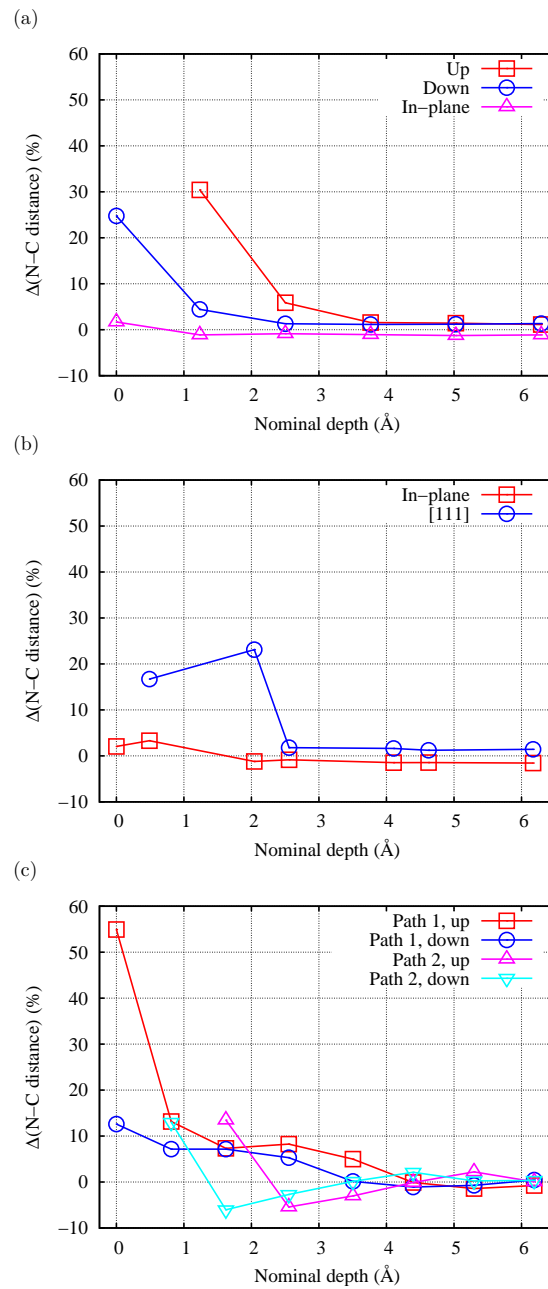 (a)
60
50
40
30
20
10
0
−10
Δ(N−C distance) (%)
Up
Down
In−plane
0 1 2 3 4 5 6
Nominal depth (Å)
(b)
60
50
40
30
20
10
0
−10
Δ(N−C distance) (%)
In−plane
[111]
0 1 2 3 4 5 6
Nominal depth (Å)
(c)
60
50
40
30
20
10
0
−10
Δ(N−C distance) (%)
Path 1, up
Path 1, down
Path 2, up
Path 2, down
0 1 2 3 4 5 6
Nominal depth (Å)